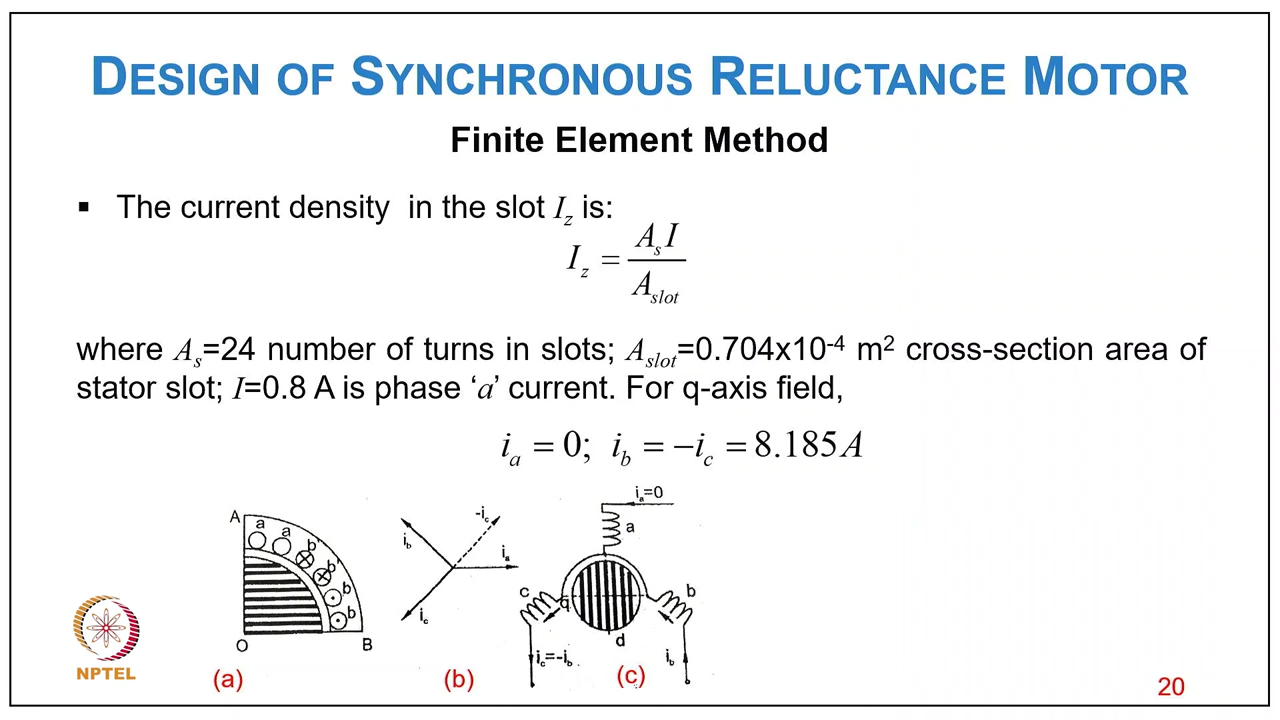 DESIGN OF SYNCHRONOUS RELUCTANCE MOTOR
Finite Element Method
▪ The current density in the slot I_z is:
I_z = A_s I / A_slot
where A_s=24 number of turns in slots; A_slot=0.704x10^-4 m^2 cross-section area of
stator slot; I=0.8 A is phase ‘a’ current. For q-axis field,
i_a = 0; i_b = −i_c = 8.185A
A
a
a
b'
b'
b
b
O
B
(a)
i_b
-i_c
i_a
i_c
(b)
i_a=0
a
c
q
b
d
i_c=-i_b
i_b
(c)
NPTEL
20